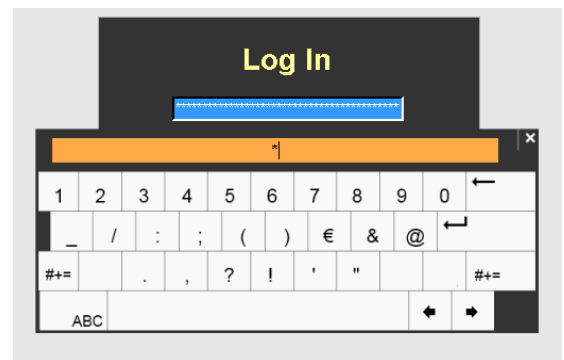 Log In
************************************
*
×
1 2 3 4 5 6 7 8 9 0 ←
_ / : ; ( ) € & @ ↵
#+= . , ? ! ' " #+=
ABC 🡄 🡆